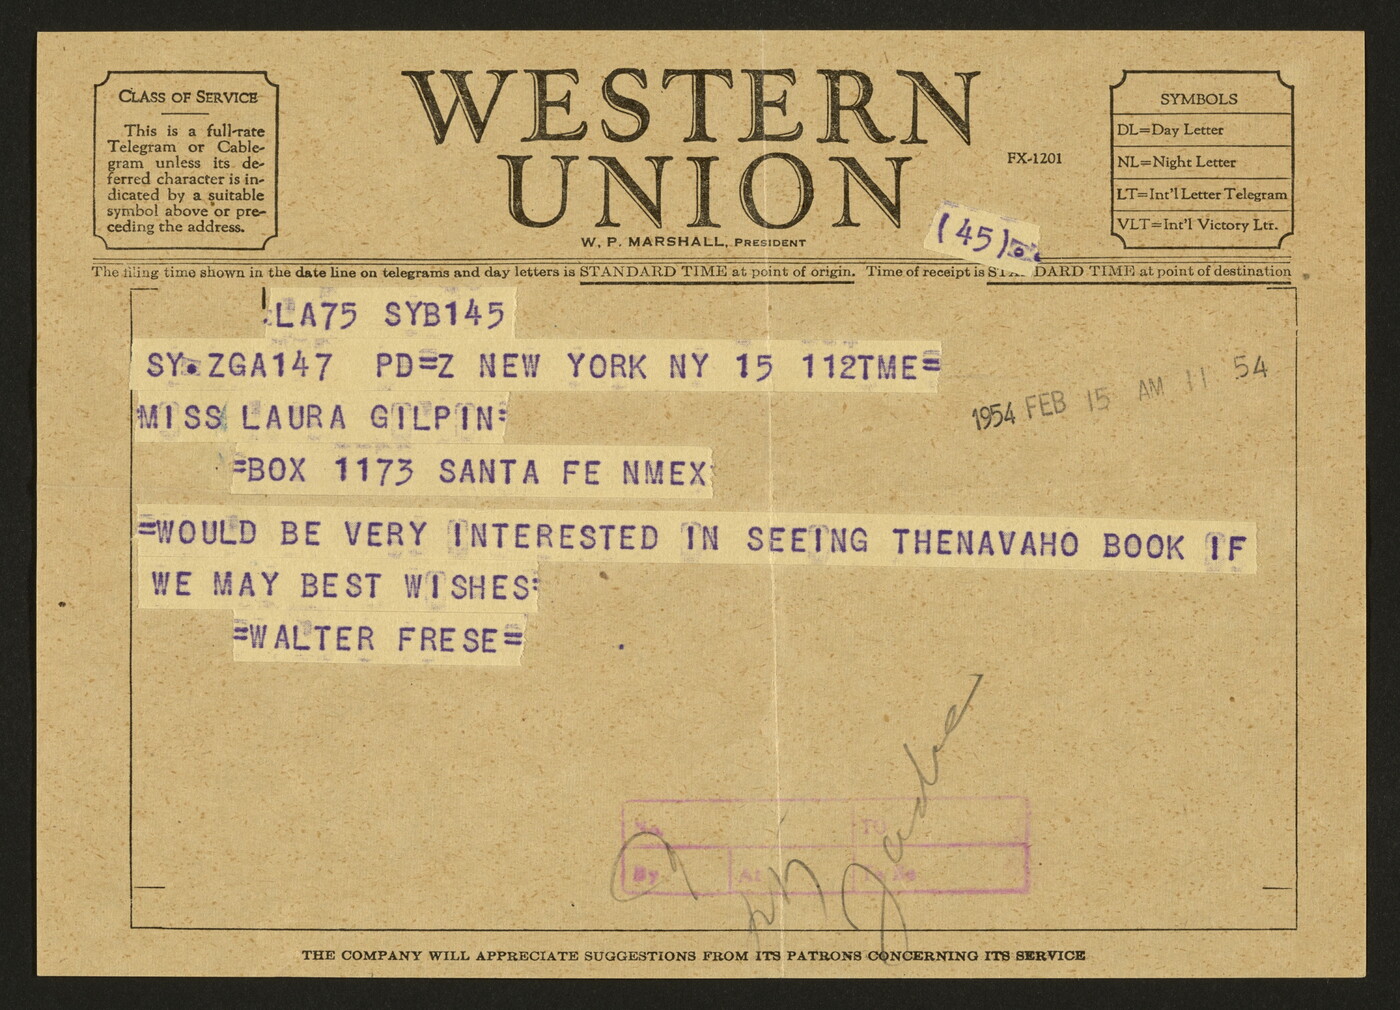 CLASS OF SERVICE
This is a full-rate
Telegram or Cable-
gram unless its de-
ferred character is in-
dicated by a suitable
symbol above or pre-
ceding the address.
WESTERN
UNION
W. P. MARSHALL, PRESIDENT
FX-1201
(45)
SYMBOLS
DL=Day Letter
NL=Night Letter
LT=Int'l Letter Telegram
VLT=Int'l Victory Ltr.
The filing time shown in the date line on telegrams and day letters is STANDARD TIME at point of origin. Time of receipt is STANDARD TIME at point of destination
LA75 SYB145
SY ZGA147 PD=Z NEW YORK NY 15 112TME=
1954 FEB 15 AM 11 54
MISS LAURA GILPIN=
=BOX 1173 SANTA FE NMEX
=WOULD BE VERY INTERESTED IN SEEING THENAVAHO BOOK IF
WE MAY BEST WISHES=
=WALTER FRESE=
TO
By At
THE COMPANY WILL APPRECIATE SUGGESTIONS FROM ITS PATRONS CONCERNING ITS SERVICE